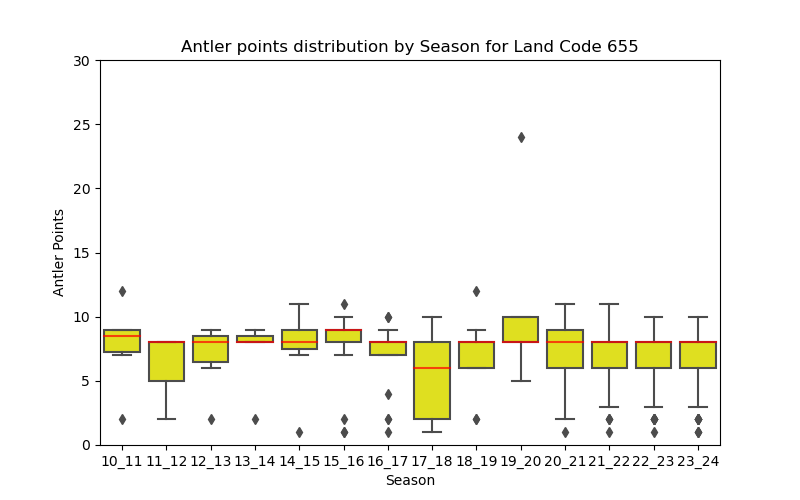 Antler points distribution by Season for Land Code 655
30
25
20
15
10
5
0
Antler Points
10_11 11_12 12_13 13_14 14_15 15_16 16_17 17_18 18_19 19_20 20_21 21_22 22_23 23_24
Season